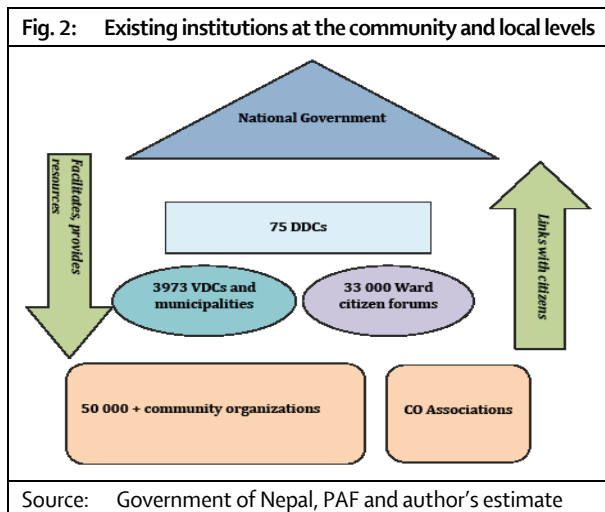 Fig. 2: Existing institutions at the community and local levels
National Government
Facilitates, provides
resources
75 DDCs
3973 VDCs and
municipalities
33 000 Ward
citizen forums
Links with citizens
50 000 + community organizations
CO Associations
Source: Government of Nepal, PAF and author's estimate